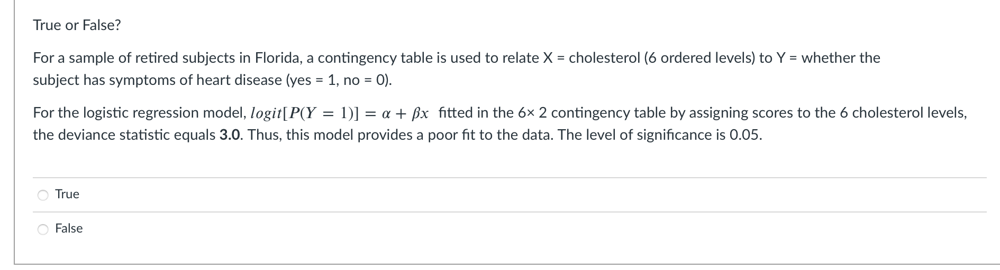 True or False?
For a sample of retired subjects in Florida, a contingency table is used to relate X = cholesterol (6 ordered levels) to Y = whether the
subject has symptoms of heart disease (yes = 1, no = 0).
For the logistic regression model, logit[P(Y = 1)] = α + βx fitted in the 6× 2 contingency table by assigning scores to the 6 cholesterol levels,
the deviance statistic equals 3.0. Thus, this model provides a poor fit to the data. The level of significance is 0.05.
True
False